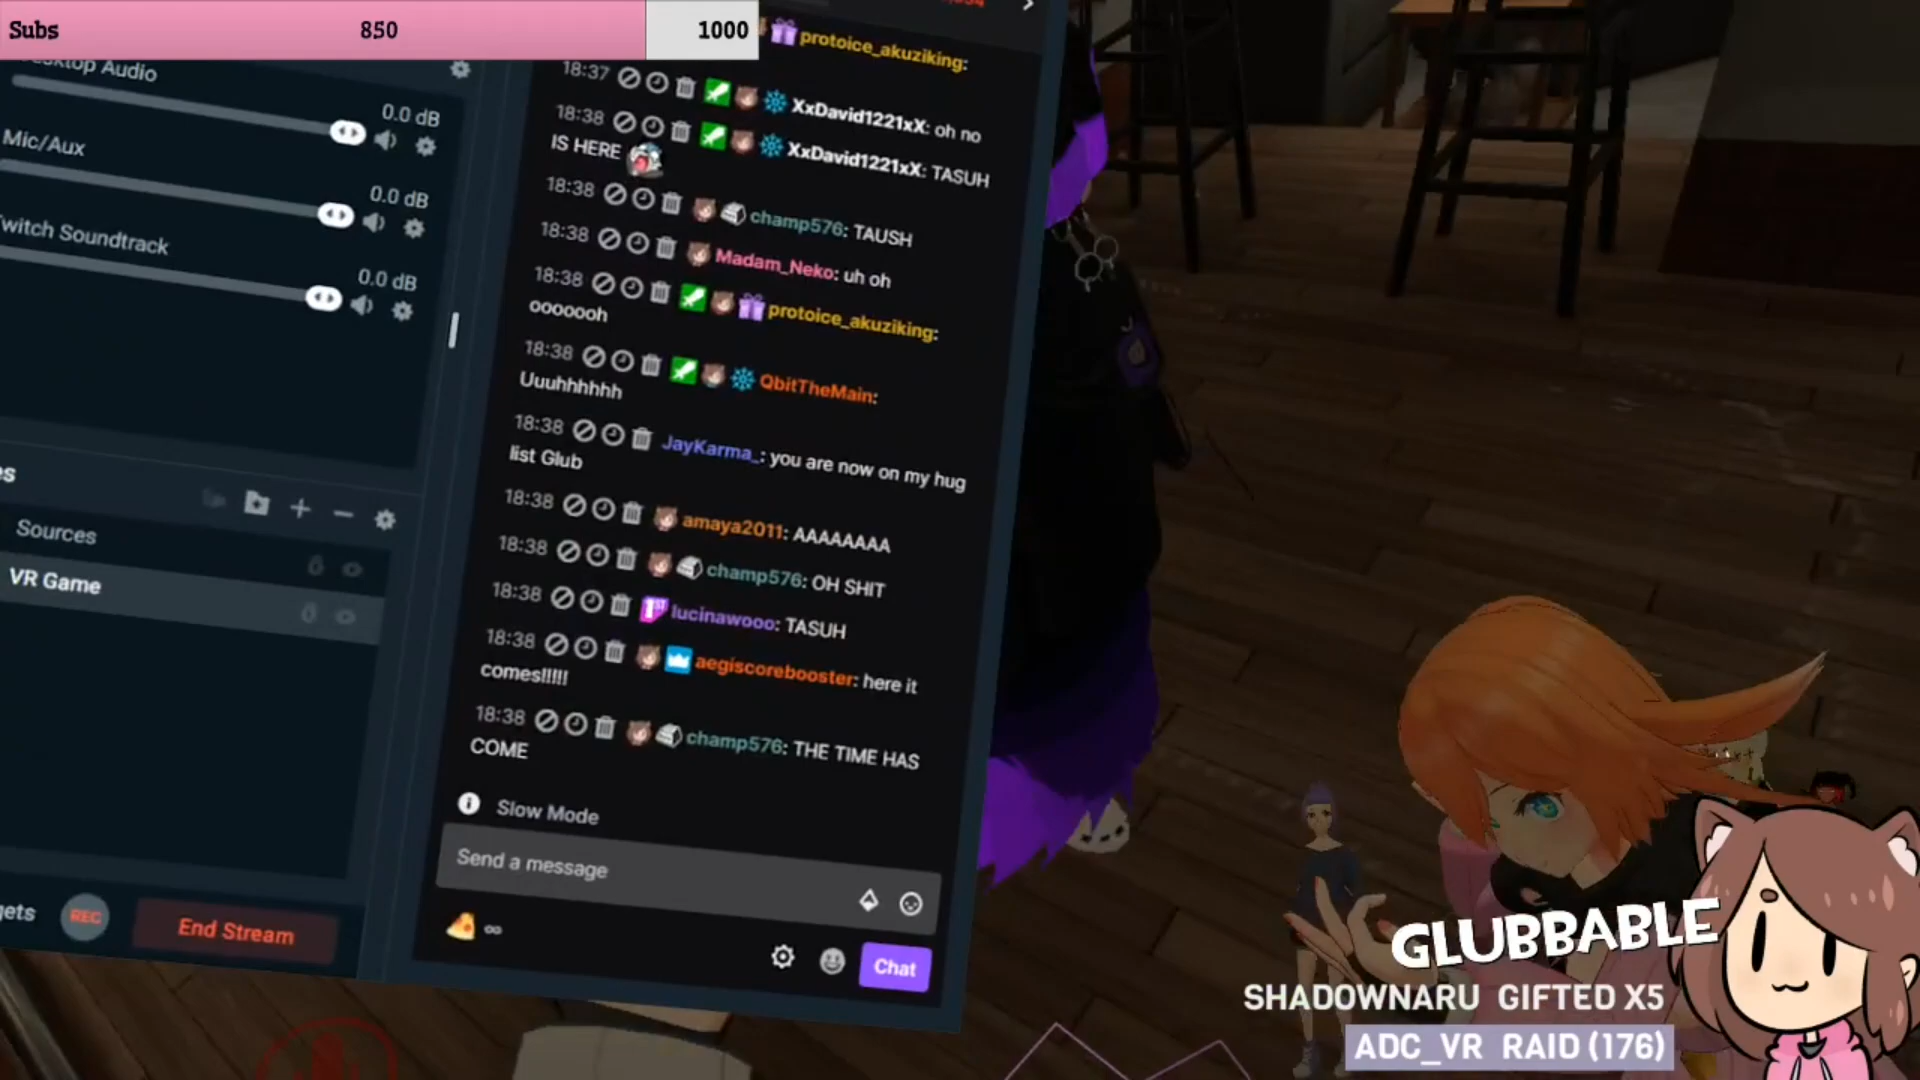 Subs 850 1000
protoice_akuziking:
Desktop Audio
0.0 dB
Mic/Aux
0.0 dB
Twitch Soundtrack
0.0 dB
Sources
VR Game
REC
End Stream
18:37 XxDavid1221xX: oh no
18:38 XxDavid1221xX: TASUH
IS HERE
18:38 champ576: TAUSH
18:38 Madam_Neko: uh oh
18:38 protoice_akuziking:
ooooooh
18:38 QbitTheMain:
Uuuhhhhhh
18:38 JayKarma_: you are now on my hug
list Glub
18:38 amaya2011: AAAAAAAA
18:38 champ576: OH SHIT
18:38 lucinawooo: TASUH
18:38 aegiscorebooster: here it
comes!!!!!
18:38 champ576: THE TIME HAS
COME
Slow Mode
Send a message
∞
Chat
GLUBBABLE
SHADOWNARU GIFTED X5
ADC_VR RAID (176)